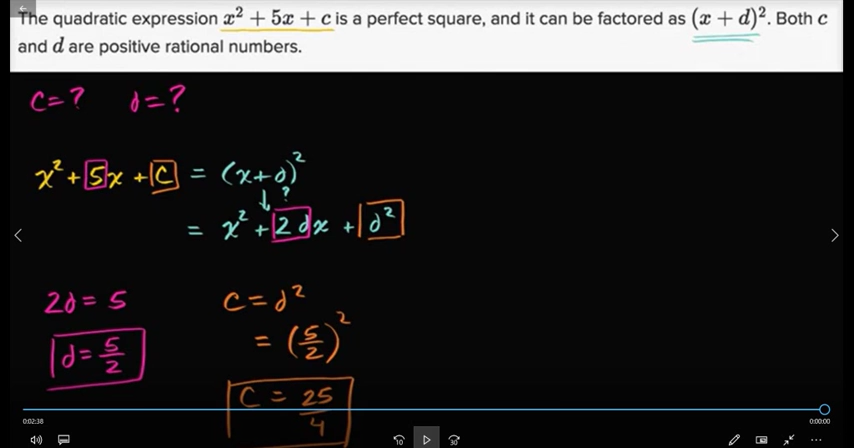 The quadratic expression x² + 5x + c is a perfect square, and it can be factored as (x + d)². Both c
and d are positive rational numbers.
c = ? d = ?
x² + 5x + c = (x+d)²
↓ ?
= x² + 2dx + d²
2d = 5 c = d²
d = 5/2 = (5/2)²
c = 25/4
0:02:38 0:00:00
10 30